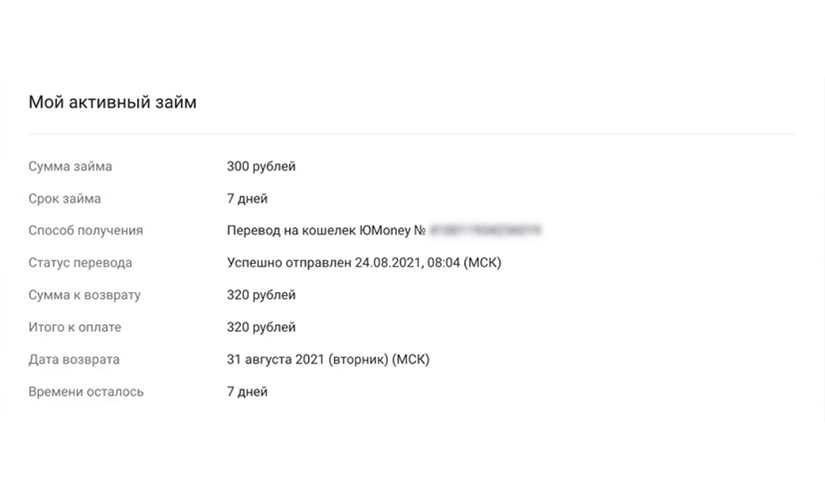 Мой активный займ
Сумма займа 300 рублей
Срок займа 7 дней
Способ получения Перевод на кошелек ЮMoney №
Статус перевода Успешно отправлен 24.08.2021, 08:04 (МСК)
Сумма к возврату 320 рублей
Итого к оплате 320 рублей
Дата возврата 31 августа 2021 (вторник) (МСК)
Времени осталось 7 дней